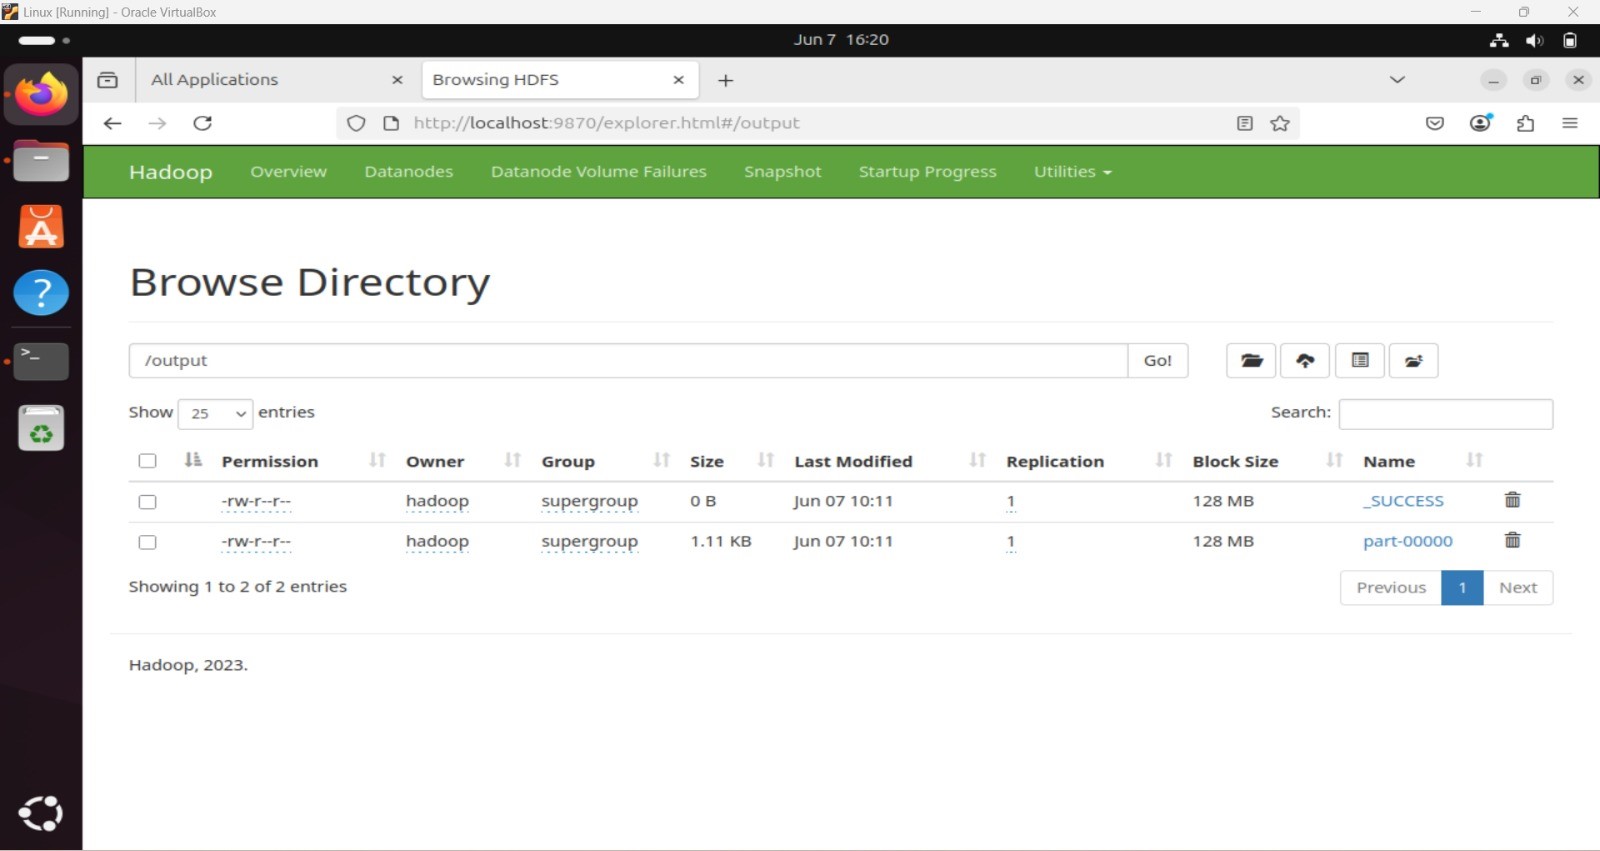 Linux [Running] - Oracle VirtualBox
Jun 7 16:20
All Applications
Browsing HDFS
http://localhost:9870/explorer.html#/output
Hadoop Overview Datanodes Datanode Volume Failures Snapshot Startup Progress Utilities
Browse Directory
/output Go!
Show 25 entries Search:
Permission Owner Group Size Last Modified Replication Block Size Name
-rw-r--r-- hadoop supergroup 0 B Jun 07 10:11 1 128 MB _SUCCESS
-rw-r--r-- hadoop supergroup 1.11 KB Jun 07 10:11 1 128 MB part-00000
Showing 1 to 2 of 2 entries Previous 1 Next
Hadoop, 2023.